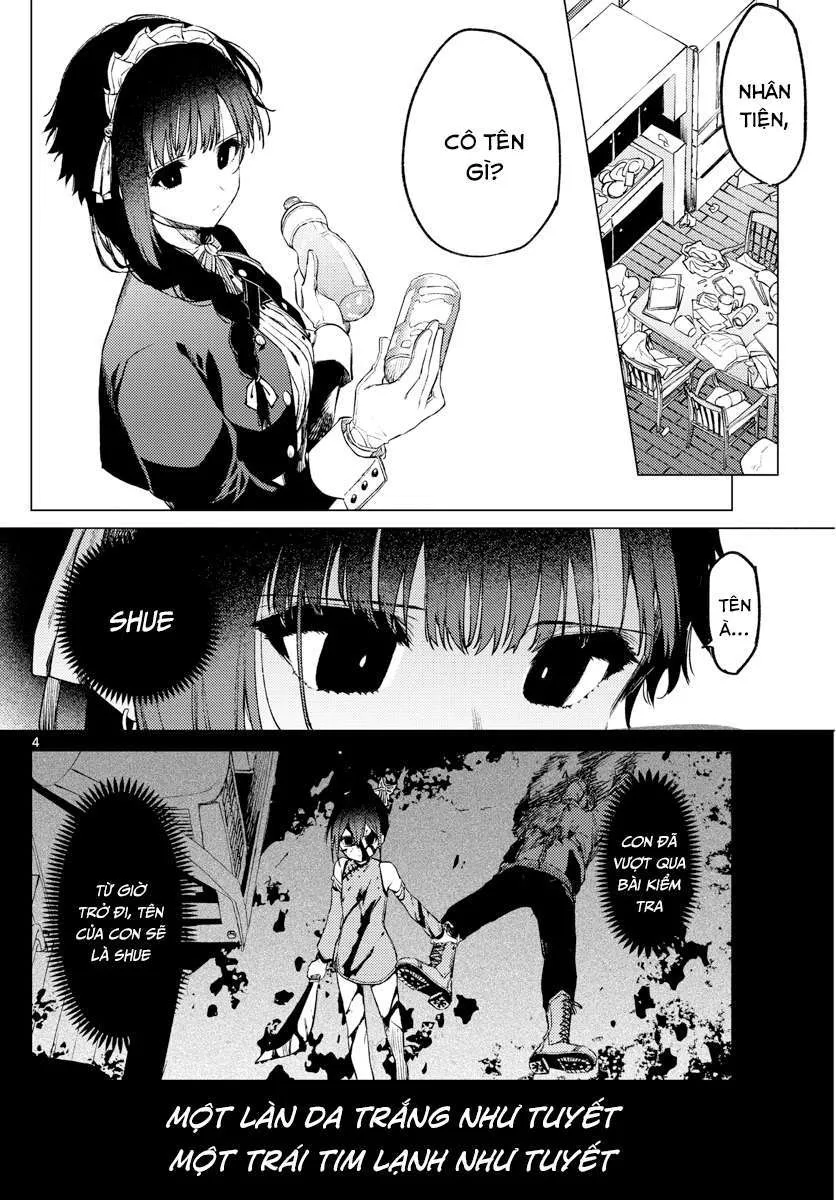 NHÂN
TIỆN,
CÔ TÊN
GÌ?
TÊN
À...
SHUE
4
CON ĐÃ
VƯỢT QUA
BÀI KIỂM
TRA
TỪ GIỜ
TRỞ ĐI, TÊN
CỦA CON SẼ
LÀ SHUE
MỘT LÀN DA TRẮNG NHƯ TUYẾT
MỘT TRÁI TIM LẠNH NHƯ TUYẾT